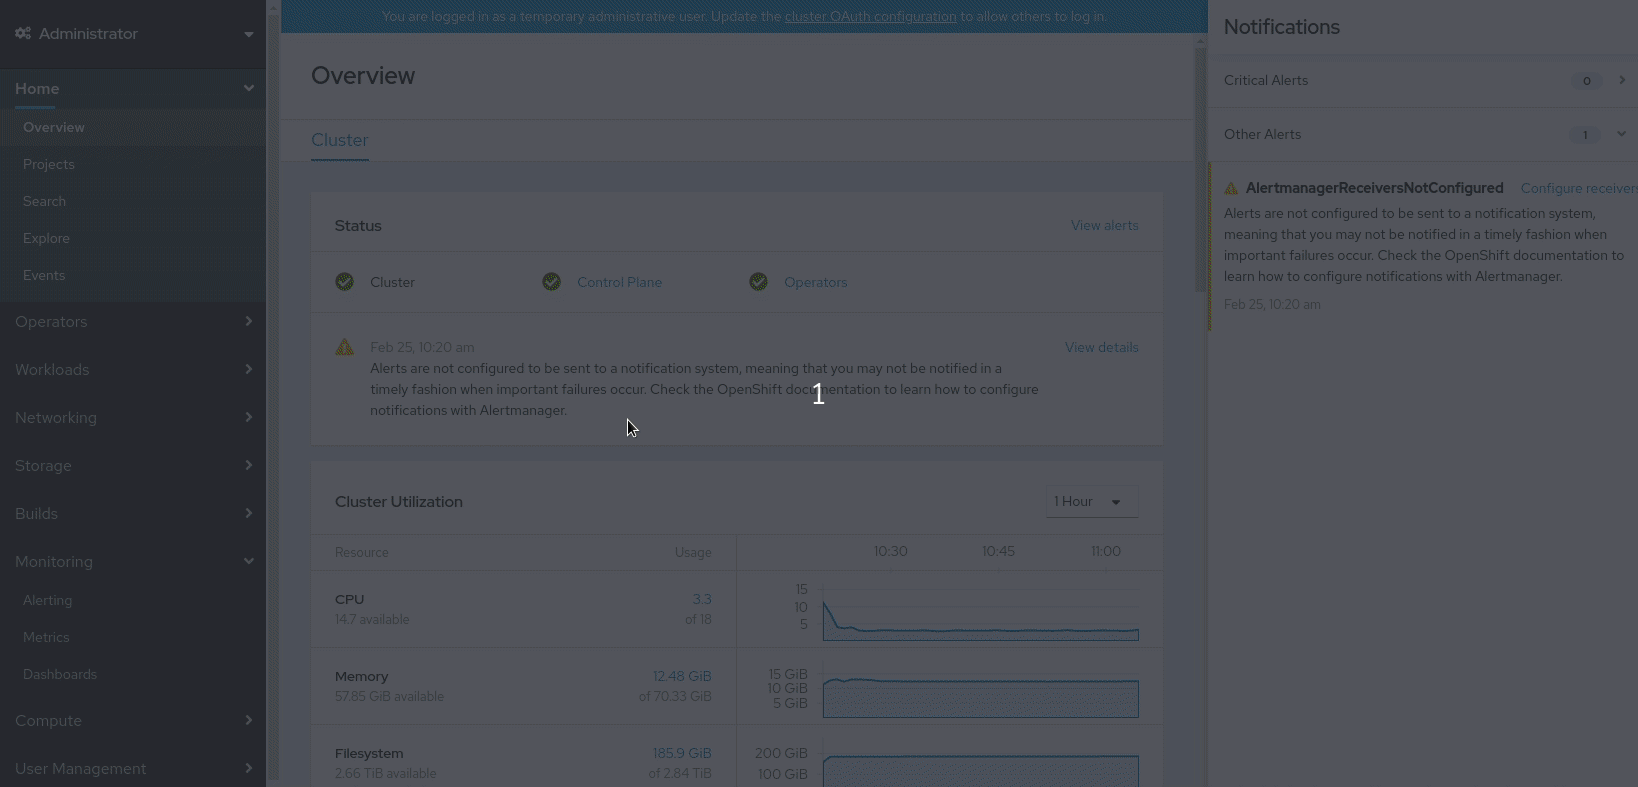 Administrator
Home
Overview
Projects
Search
Explore
Events
Operators
Workloads
Networking
Storage
Builds
Monitoring
Alerting
Metrics
Dashboards
Compute
User Management
You are logged in as a temporary administrative user. Update the cluster OAuth configuration to allow others to log in.
Overview
Cluster
Status
View alerts
Cluster
Control Plane
Operators
Feb 25, 10:20 am
View details
Alerts are not configured to be sent to a notification system, meaning that you may not be notified in a
timely fashion when important failures occur. Check the OpenShift documentation to learn how to configure
notifications with Alertmanager.
1
Cluster Utilization
1 Hour
Resource
Usage
10:30
10:45
11:00
CPU
3.3
14.7 available
of 18
15
10
5
Memory
12.48 GiB
57.85 GiB available
of 70.33 GiB
15 GiB
10 GiB
5 GiB
Filesystem
185.9 GiB
2.66 TiB available
of 2.84 TiB
200 GiB
100 GiB
Notifications
Critical Alerts
0
Other Alerts
1
AlertmanagerReceiversNotConfigured
Configure receivers
Alerts are not configured to be sent to a notification system,
meaning that you may not be notified in a timely fashion when
important failures occur. Check the OpenShift documentation to
learn how to configure notifications with Alertmanager.
Feb 25, 10:20 am